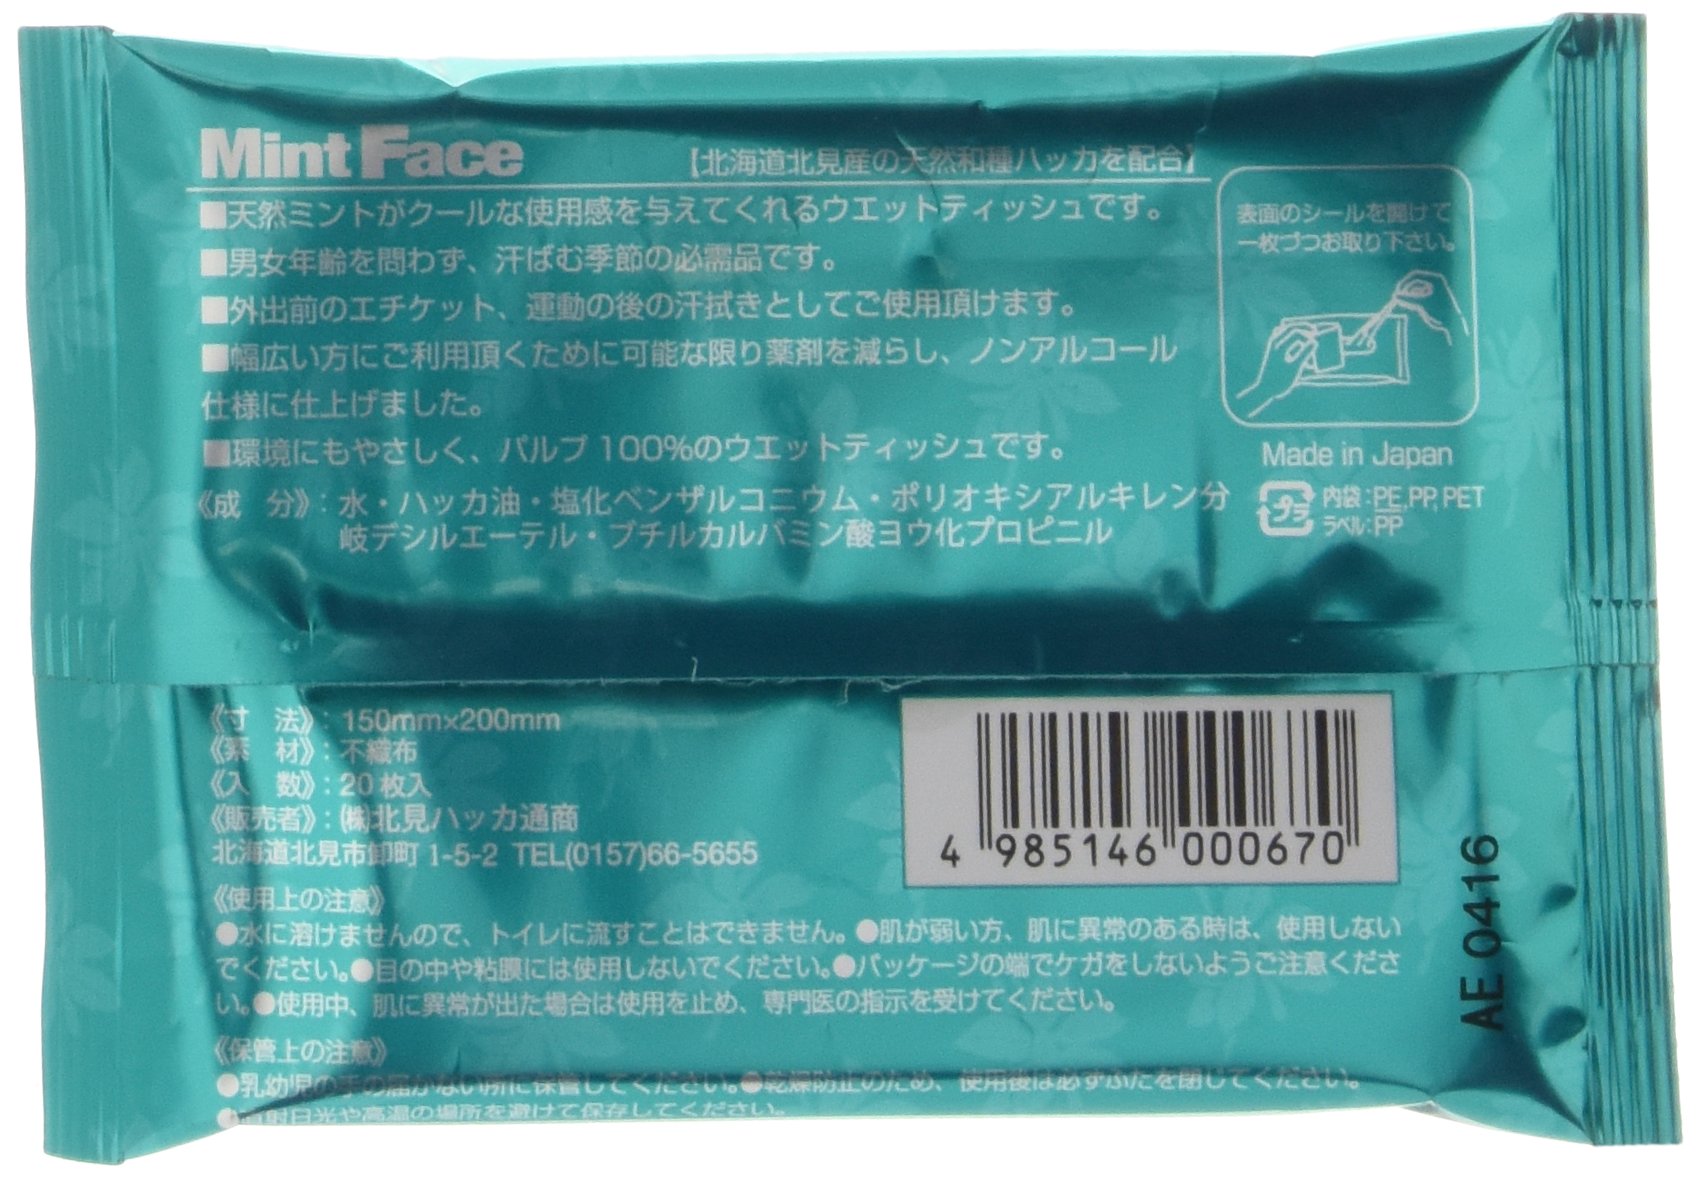 Mint Face
【北海道北見産の天然和種ハッカを配合】
■天然ミントがクールな使用感を与えてくれるウエットティッシュです。
■男女年齢を問わず、汗ばむ季節の必需品です。
■外出前のエチケット、運動の後の汗拭きとしてご使用頂けます。
■幅広い方にご利用頂くために可能な限り薬剤を減らし、ノンアルコール
仕様に仕上げました。
■環境にもやさしく、パルプ100%のウエットティッシュです。
《成　分》：水・ハッカ油・塩化ベンザルコニウム・ポリオキシアルキレン分
岐デシルエーテル・ブチルカルバミン酸ヨウ化プロピニル
表面のシールを開けて
一枚づつお取り下さい。
Made in Japan
プラ
内袋：PE,PP,PET
ラベル：PP
《寸　法》：150mm×200mm
《素　材》：不織布
《入　数》：20枚入
《販売者》：㈱北見ハッカ通商
北海道北見市卸町 1-5-2 TEL(0157)66-5655
4 985146 000670
《使用上の注意》
●水に溶けませんので、トイレに流すことはできません。●肌が弱い方、肌に異常のある時は、使用しない
でください。●目の中や粘膜には使用しないでください。●パッケージの端でケガをしないようご注意くださ
い。●使用中、肌に異常が出た場合は使用を止め、専門医の指示を受けてください。
《保管上の注意》
●乳幼児の手の届かない所に保管してください。●乾燥防止のため、使用後は必ずふたを閉じてください。
●直射日光や高温の場所を避けて保存してください。
AE 0416